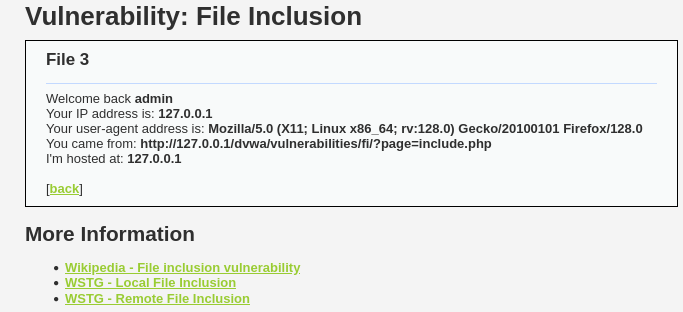 Vulnerability: File Inclusion
File 3
Welcome back admin
Your IP address is: 127.0.0.1
Your user-agent address is: Mozilla/5.0 (X11; Linux x86_64; rv:128.0) Gecko/20100101 Firefox/128.0
You came from: http://127.0.0.1/dvwa/vulnerabilities/fi/?page=include.php
I'm hosted at: 127.0.0.1
[back]
More Information
• Wikipedia - File inclusion vulnerability
• WSTG - Local File Inclusion
• WSTG - Remote File Inclusion